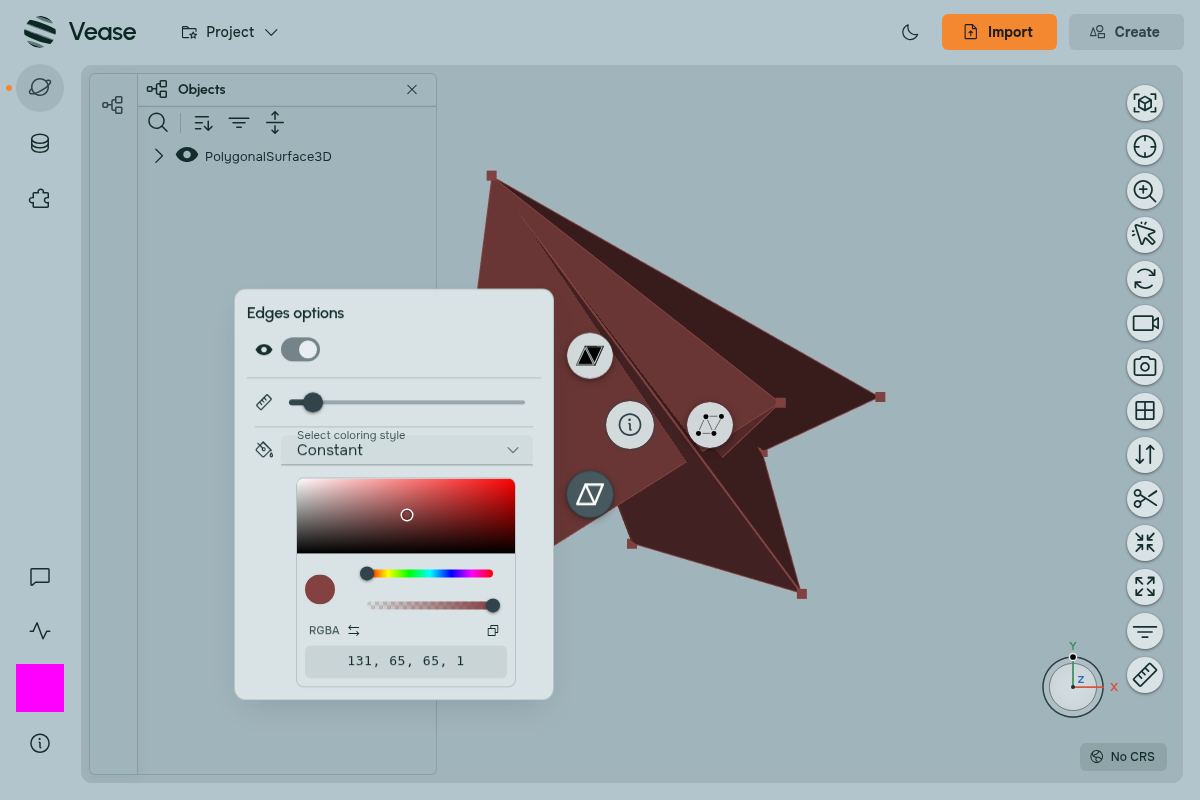 Vease
Project
Import
Create
Objects
PolygonalSurface3D
Edges options
Select coloring style
Constant
RGBA
131, 65, 65, 1
Y
Z
X
No CRS